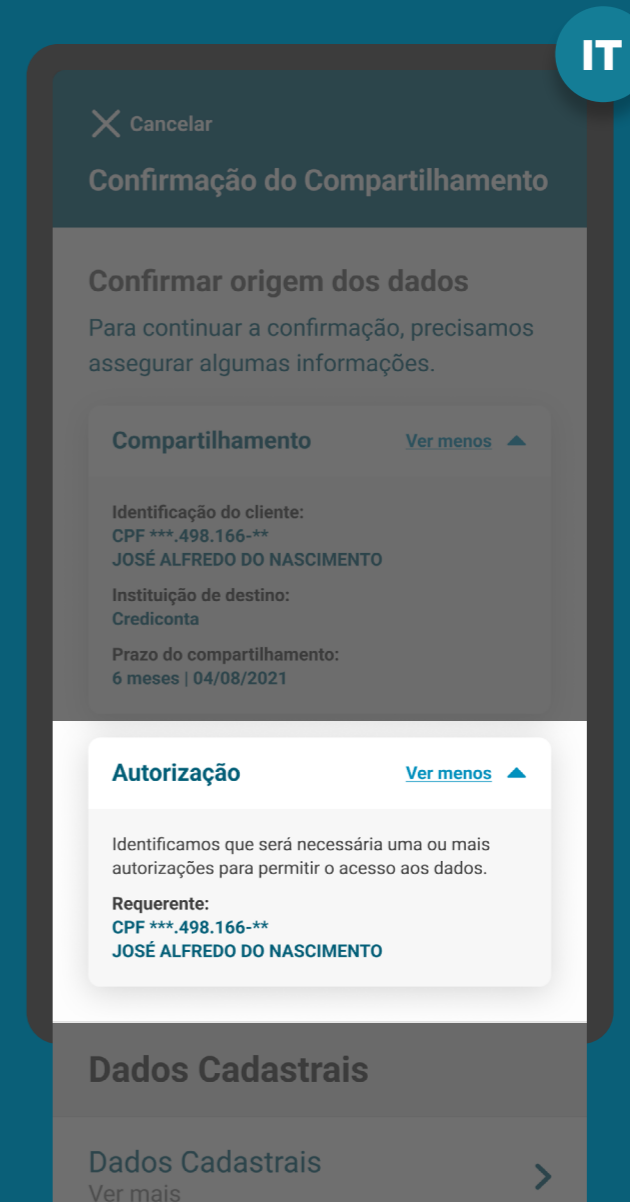 IT
Cancelar
Confirmação do Compartilhamento
Confirmar origem dos dados
Para continuar a confirmação, precisamos
assegurar algumas informações.
Compartilhamento Ver menos
Identificação do cliente:
CPF ***.498.166-**
JOSÉ ALFREDO DO NASCIMENTO
Instituição de destino:
Crediconta
Prazo do compartilhamento:
6 meses | 04/08/2021
Autorização Ver menos
Identificamos que será necessária uma ou mais
autorizações para permitir o acesso aos dados.
Requerente:
CPF ***.498.166-**
JOSÉ ALFREDO DO NASCIMENTO
Dados Cadastrais
Dados Cadastrais
Ver mais